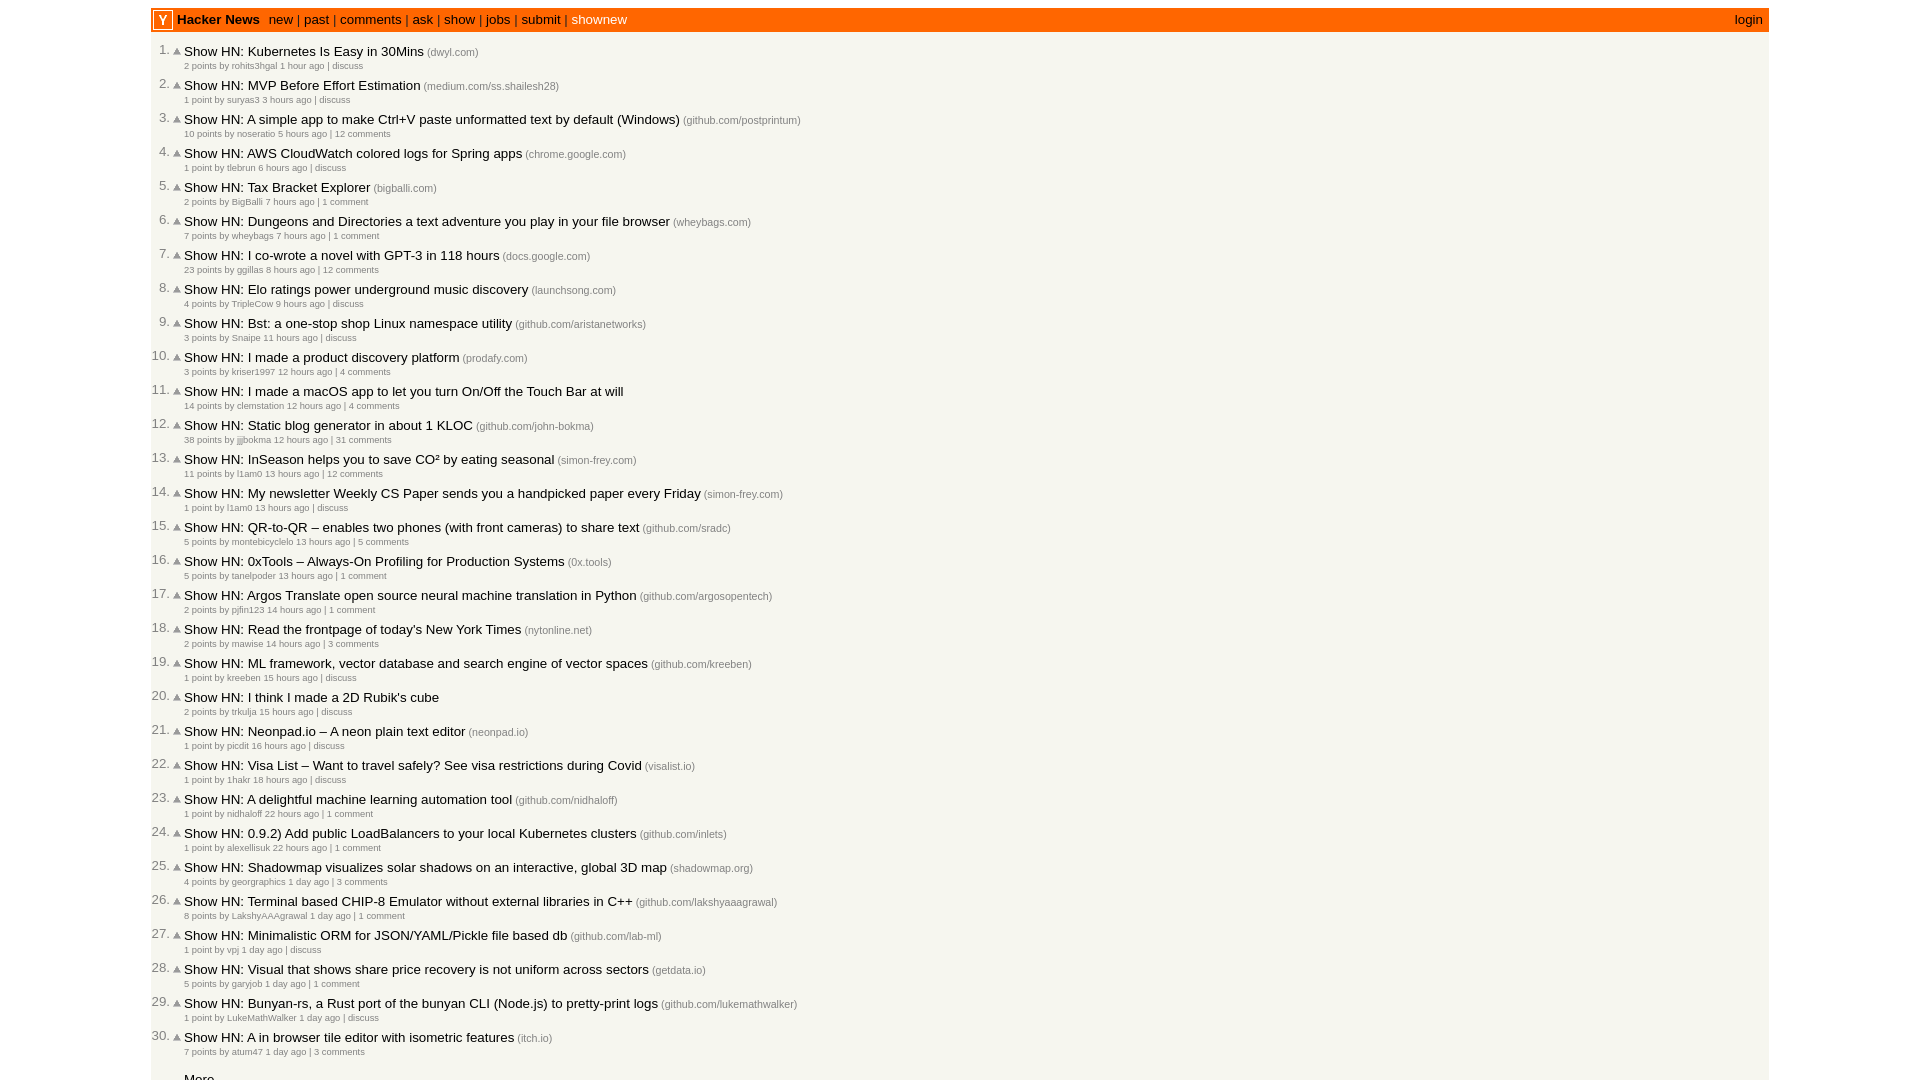 Y Hacker News new | past | comments | ask | show | jobs | submit | shownew login
1. Show HN: Kubernetes Is Easy in 30Mins (dwyl.com)
2 points by rohits3hgal 1 hour ago | discuss
2. Show HN: MVP Before Effort Estimation (medium.com/ss.shailesh28)
1 point by suryas3 3 hours ago | discuss
3. Show HN: A simple app to make Ctrl+V paste unformatted text by default (Windows) (github.com/postprintum)
10 points by noseratio 5 hours ago | 12 comments
4. Show HN: AWS CloudWatch colored logs for Spring apps (chrome.google.com)
1 point by tlebrun 6 hours ago | discuss
5. Show HN: Tax Bracket Explorer (bigballi.com)
2 points by BigBalli 7 hours ago | 1 comment
6. Show HN: Dungeons and Directories a text adventure you play in your file browser (wheybags.com)
7 points by wheybags 7 hours ago | 1 comment
7. Show HN: I co-wrote a novel with GPT-3 in 118 hours (docs.google.com)
23 points by ggillas 8 hours ago | 12 comments
8. Show HN: Elo ratings power underground music discovery (launchsong.com)
4 points by TripleCow 9 hours ago | discuss
9. Show HN: Bst: a one-stop shop Linux namespace utility (github.com/aristanetworks)
3 points by Snaipe 11 hours ago | discuss
10. Show HN: I made a product discovery platform (prodafy.com)
3 points by kriser1997 12 hours ago | 4 comments
11. Show HN: I made a macOS app to let you turn On/Off the Touch Bar at will
14 points by clemstation 12 hours ago | 4 comments
12. Show HN: Static blog generator in about 1 KLOC (github.com/john-bokma)
38 points by jjjbokma 12 hours ago | 31 comments
13. Show HN: InSeason helps you to save CO² by eating seasonal (simon-frey.com)
11 points by l1am0 13 hours ago | 12 comments
14. Show HN: My newsletter Weekly CS Paper sends you a handpicked paper every Friday (simon-frey.com)
1 point by l1am0 13 hours ago | discuss
15. Show HN: QR-to-QR – enables two phones (with front cameras) to share text (github.com/sradc)
5 points by montebicyclelo 13 hours ago | 5 comments
16. Show HN: 0xTools – Always-On Profiling for Production Systems (0x.tools)
5 points by tanelpoder 13 hours ago | 1 comment
17. Show HN: Argos Translate open source neural machine translation in Python (github.com/argosopentech)
2 points by pjfin123 14 hours ago | 1 comment
18. Show HN: Read the frontpage of today's New York Times (nytonline.net)
2 points by mawise 14 hours ago | 3 comments
19. Show HN: ML framework, vector database and search engine of vector spaces (github.com/kreeben)
1 point by kreeben 15 hours ago | discuss
20. Show HN: I think I made a 2D Rubik's cube
2 points by trkulja 15 hours ago | discuss
21. Show HN: Neonpad.io – A neon plain text editor (neonpad.io)
1 point by picdit 16 hours ago | discuss
22. Show HN: Visa List – Want to travel safely? See visa restrictions during Covid (visalist.io)
1 point by 1hakr 18 hours ago | discuss
23. Show HN: A delightful machine learning automation tool (github.com/nidhaloff)
1 point by nidhaloff 22 hours ago | 1 comment
24. Show HN: 0.9.2) Add public LoadBalancers to your local Kubernetes clusters (github.com/inlets)
1 point by alexellisuk 22 hours ago | 1 comment
25. Show HN: Shadowmap visualizes solar shadows on an interactive, global 3D map (shadowmap.org)
4 points by georgraphics 1 day ago | 3 comments
26. Show HN: Terminal based CHIP-8 Emulator without external libraries in C++ (github.com/lakshyaaagrawal)
8 points by LakshyAAAgrawal 1 day ago | 1 comment
27. Show HN: Minimalistic ORM for JSON/YAML/Pickle file based db (github.com/lab-ml)
1 point by vpj 1 day ago | discuss
28. Show HN: Visual that shows share price recovery is not uniform across sectors (getdata.io)
5 points by garyjob 1 day ago | 1 comment
29. Show HN: Bunyan-rs, a Rust port of the bunyan CLI (Node.js) to pretty-print logs (github.com/lukemathwalker)
1 point by LukeMathWalker 1 day ago | discuss
30. Show HN: A in browser tile editor with isometric features (itch.io)
7 points by atum47 1 day ago | 3 comments
More